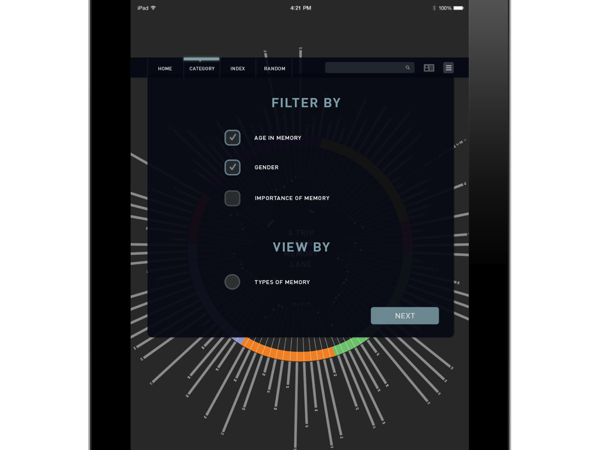 iPad 4:21 PM 100%
HOME CATEGORY INDEX RANDOM
FILTER BY
AGE IN MEMORY
GENDER
IMPORTANCE OF MEMORY
VIEW BY
TYPES OF MEMORY
NEXT